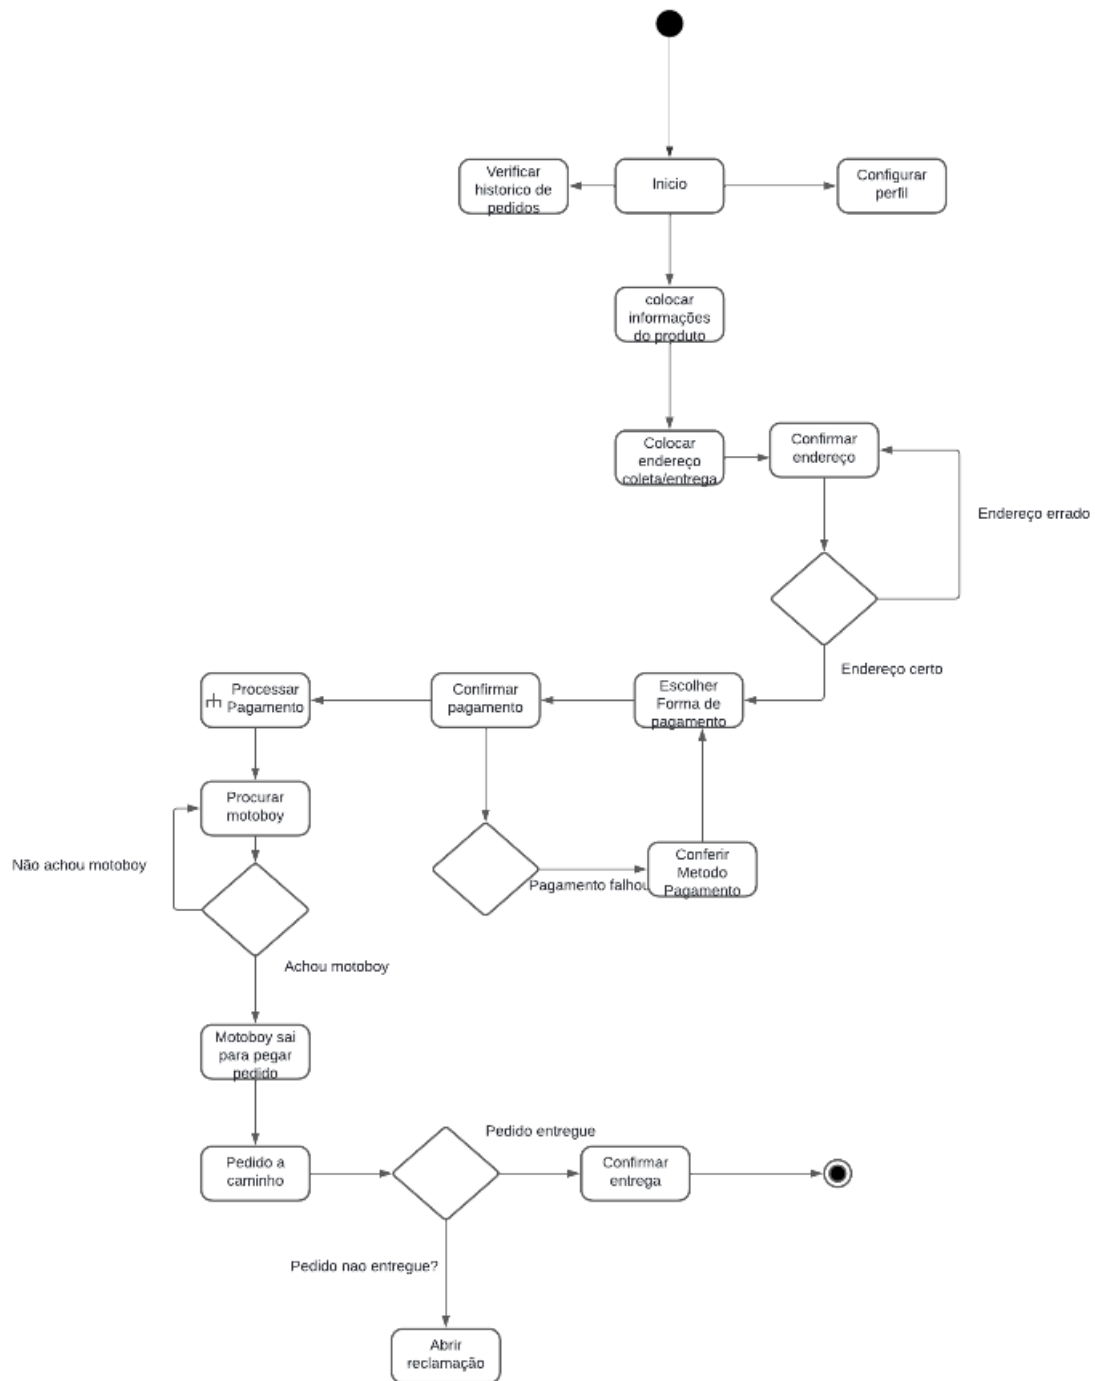 Verificar
historico de
pedidos
Inicio
Configurar
perfil
colocar
informações
do produto
Colocar
endereço
coleta/entrega
Confirmar
endereço
Endereço errado
Endereço certo
Processar
Pagamento
Confirmar
pagamento
Escolher
Forma de
pagamento
Procurar
motoboy
Não achou motoboy
Pagamento falhou
Conferir
Metodo
Pagamento
Achou motoboy
Motoboy sai
para pegar
pedido
Pedido a
caminho
Pedido entregue
Confirmar
entrega
Pedido nao entregue?
Abrir
reclamação